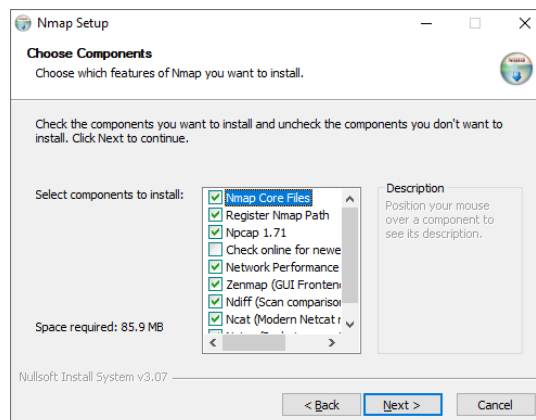 Nmap Setup
Choose Components
Choose which features of Nmap you want to install.
Check the components you want to install and uncheck the components you don't want to
install. Click Next to continue.
Select components to install:
Nmap Core Files
Register Nmap Path
Npcap 1.71
Check online for newe
Network Performance
Zenmap (GUI Fronten
Ndiff (Scan compariso
Ncat (Modern Netcat r
Description
Position your mouse
over a component to
see its description.
Space required: 85.9 MB
Nullsoft Install System v3.07
< Back
Next >
Cancel